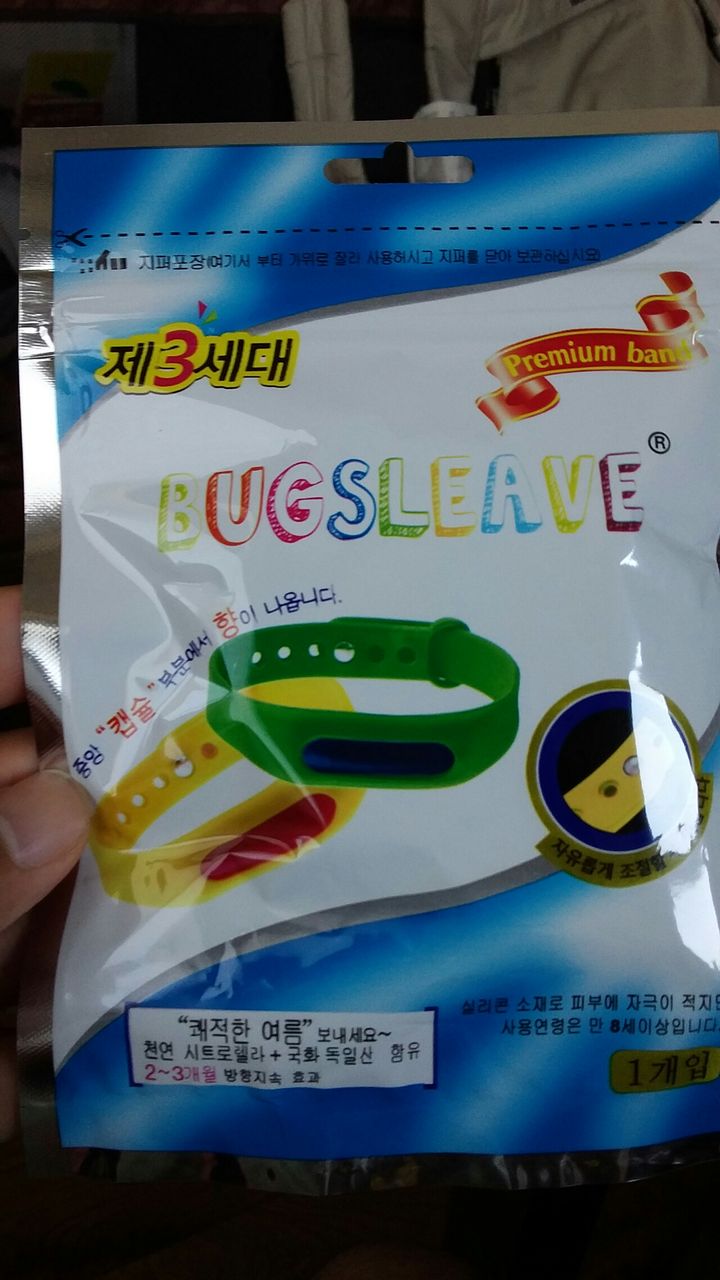 지퍼포장(여기서 부터 가위로 잘라 사용하시고 지퍼를 닫아 보관하십시요)
제3세대
Premium band
BUGSLEAVE®
중앙 "캡슐" 부분에서 향이 나옵니다.
자유롭게 조절
실리콘 소재로 피부에 자극이 적지만
사용연령은 만 8세이상입니다.
"쾌적한 여름" 보내세요~
천연 시트로렐라 + 국화 독일산 함유
2~3개월 방향지속 효과
1개입